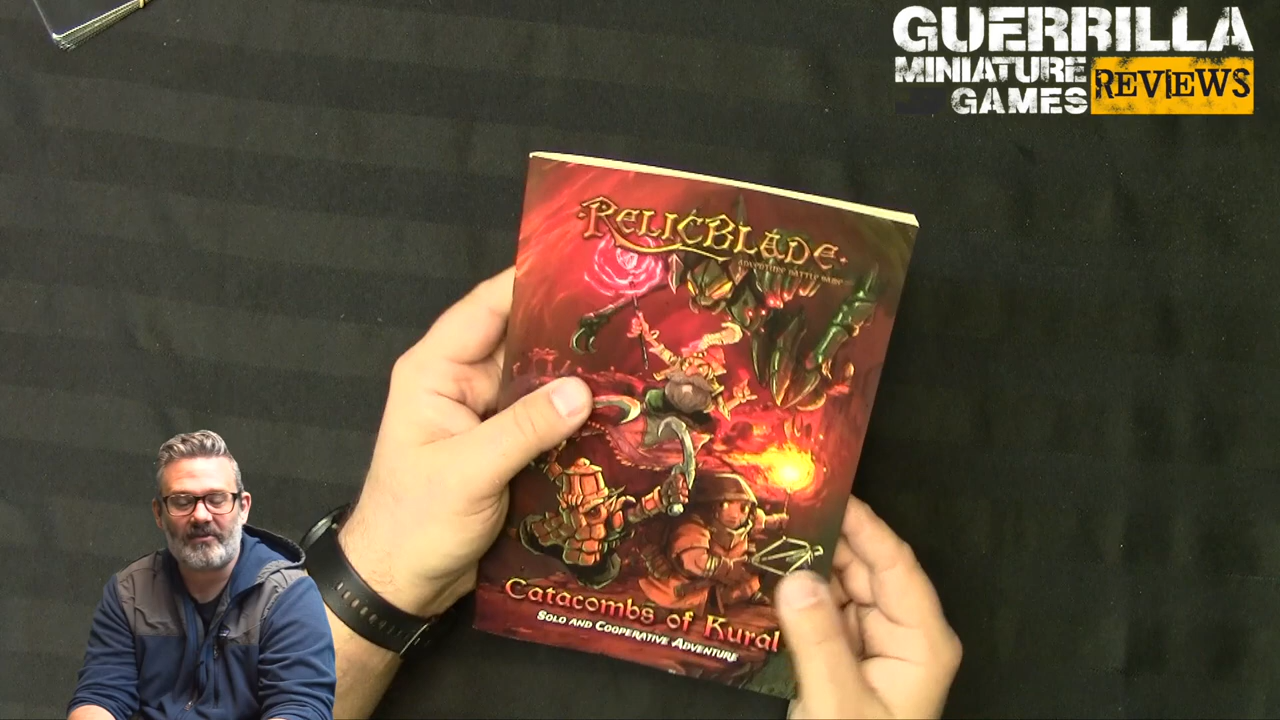 GUERRILLA
MINIATURE
GAMES
REVIEWS
RELICBLADE
ADVENTURE BATTLE GAME
Catacombs of Kural
SOLO AND COOPERATIVE ADVENTURE